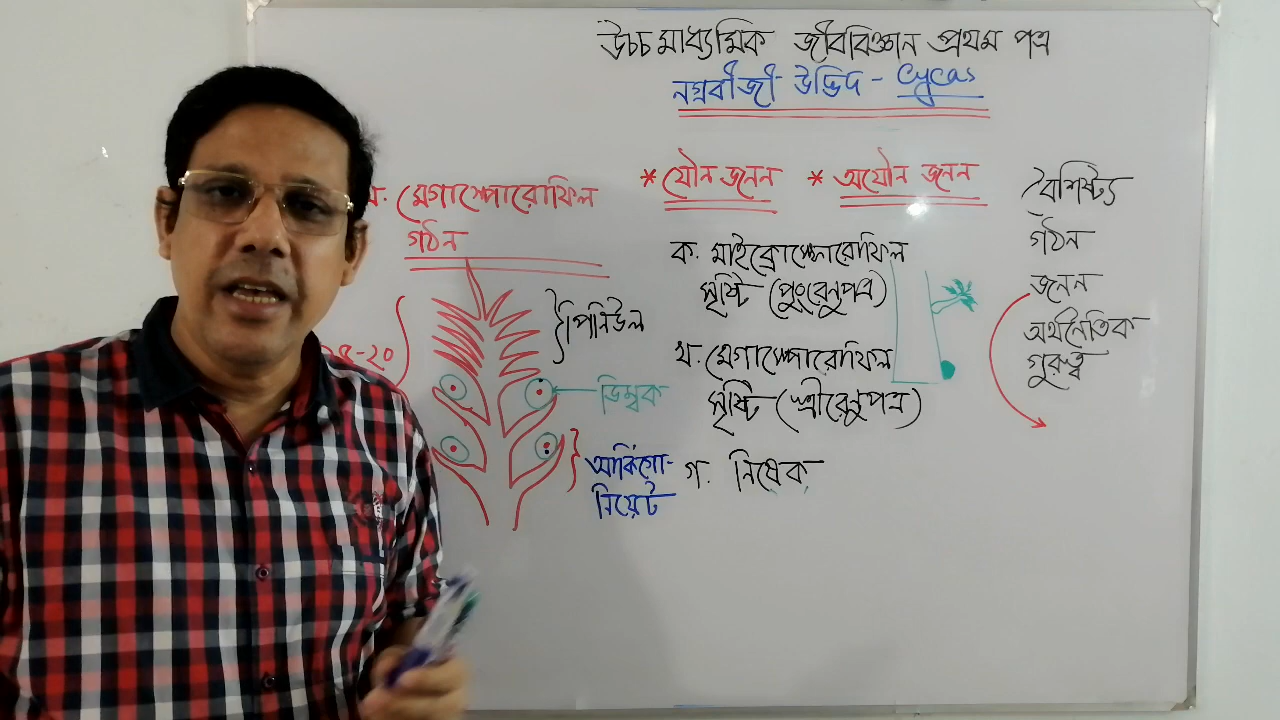 উচ্চ মাধ্যমিক জীববিজ্ঞান প্রথম পত্র
নগ্নবীজী উদ্ভিদ - Cycas
খ. মেগাস্পোরোফিল
গঠন
পিনিউল
ডিম্বক
আর্কিগো-
নিয়েট
* যৌন জনন * অযৌন জনন
ক. মাইক্রোস্পোরোফিল
সৃষ্টি (পুংরেনুপত্র)
খ. মেগাস্পোরোফিল
সৃষ্টি (স্ত্রীরেনুপত্র)
গ. নিষেক
বৈশিষ্ট্য
গঠন
জনন
অর্থনৈতিক
গুরুত্ব